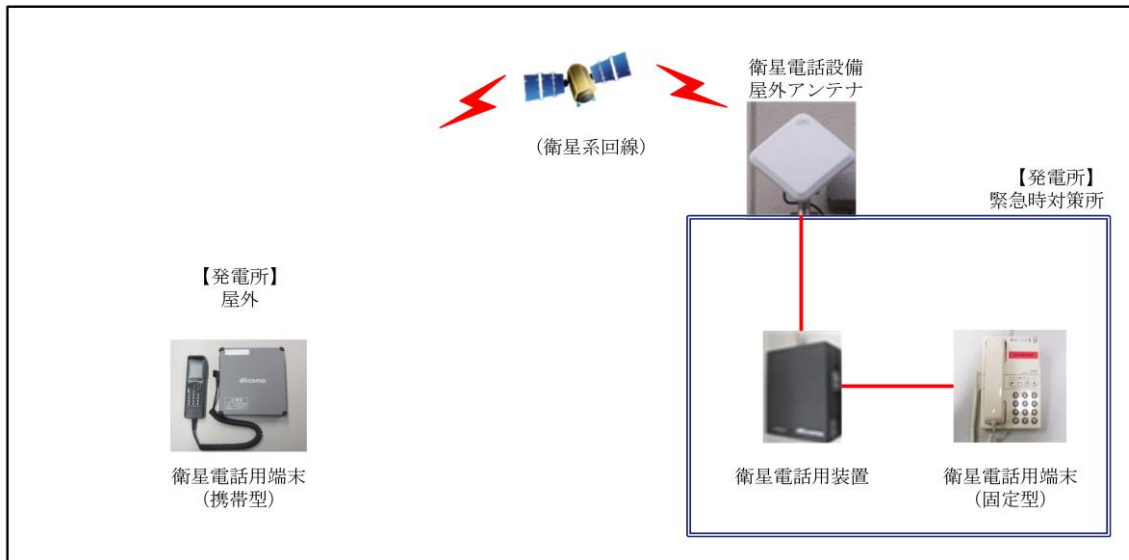 衛星電話設備
屋外アンテナ
(衛星系回線)
【発電所】
緊急時対策所
【発電所】
屋外
döcomo
衛星電話用端末
(携帯型)
衛星電話用装置
衛星電話用端末
(固定型)